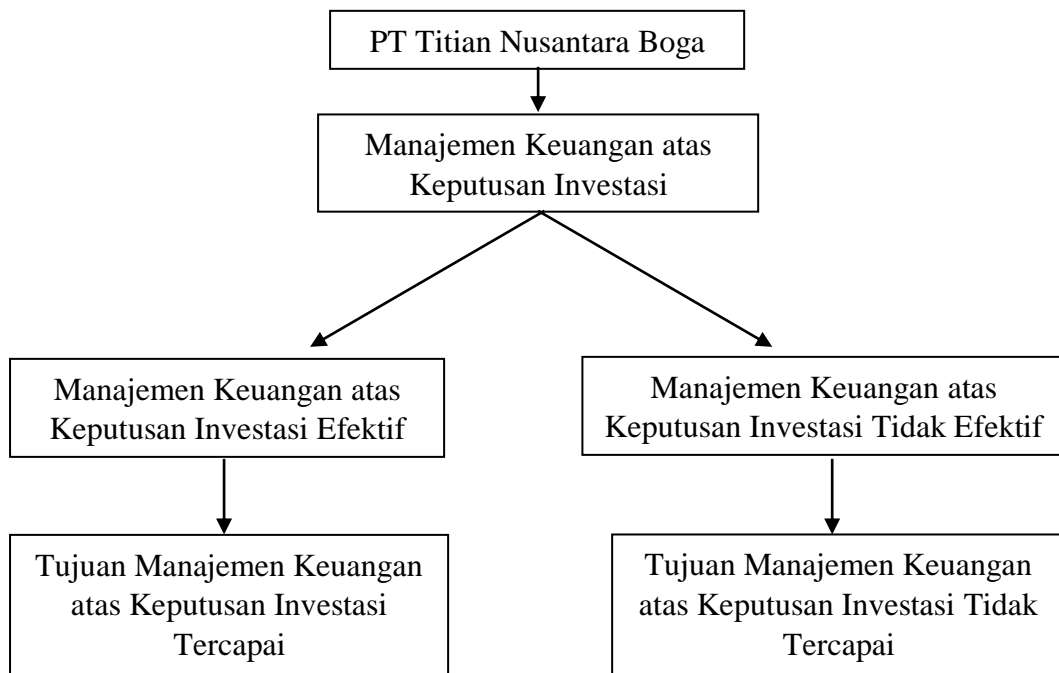 PT Titian Nusantara Boga
Manajemen Keuangan atas
Keputusan Investasi
Manajemen Keuangan atas
Keputusan Investasi Efektif
Manajemen Keuangan atas
Keputusan Investasi Tidak Efektif
Tujuan Manajemen Keuangan
atas Keputusan Investasi
Tercapai
Tujuan Manajemen Keuangan
atas Keputusan Investasi Tidak
Tercapai